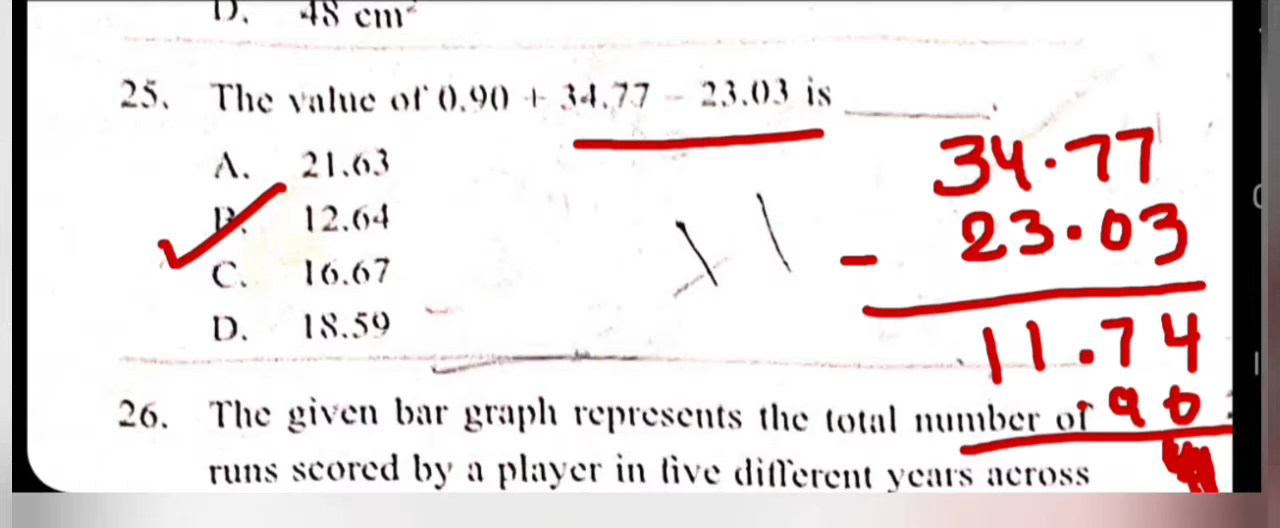 D. 48 cm²
25. The value of 0.90 + 34.77 - 23.03 is ______.
A. 21.63
B. 12.64
C. 16.67
D. 18.59
34.77
- 23.03
11.74
.90
26. The given bar graph represents the total number of
runs scored by a player in five different years across